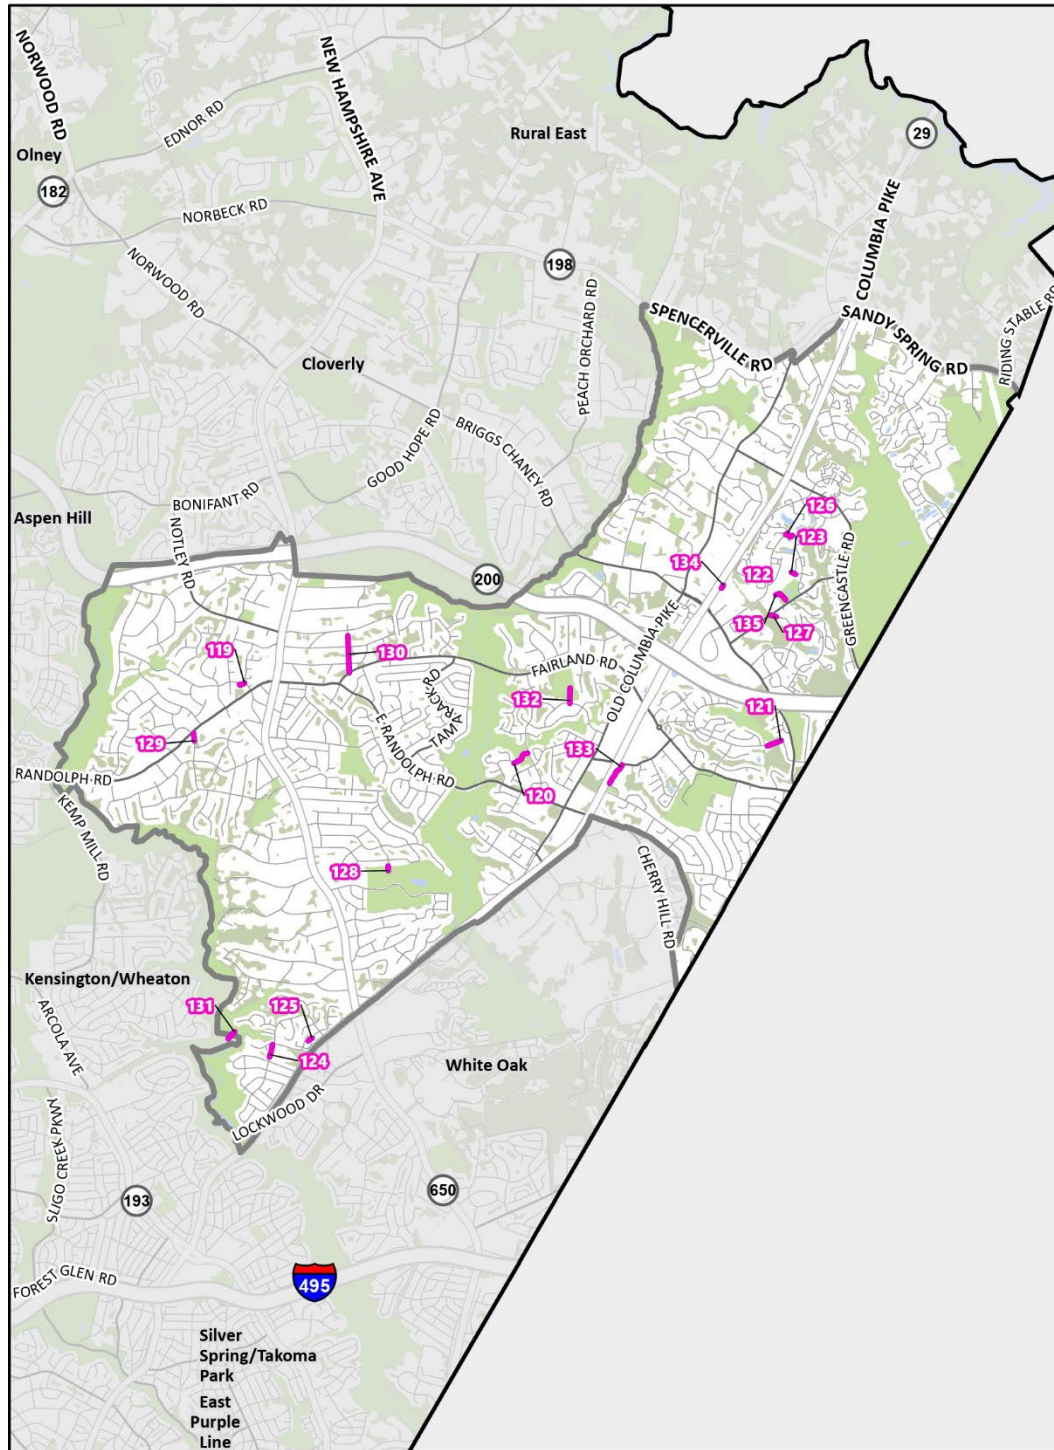 NORWOOD RD
NEW HAMPSHIRE AVE
EDNOR RD
Rural East
29
Olney
182
NORBECK RD
COLUMBIA PIKE
NORWOOD RD
198
PEACH ORCHARD RD
SPENCERVILLE RD
SANDY SPRING RD
RIDING STABLE RD
Cloverly
GOOD HOPE RD
BRIGGS CHANEY RD
BONIFANT RD
Aspen Hill
NOTLEY RD
126
123
134
122
200
GREENCASTLE RD
135
127
OLD COLUMBIA PIKE
119
130
FAIRLAND RD
TAMARACK RD
132
121
129
E RANDOLPH RD
133
RANDOLPH RD
120
KEMP MILL RD
128
CHERRY HILL RD
Kensington/Wheaton
131
125
ARCOLA AVE
124
White Oak
LOCKWOOD DR
SLIGO CREEK PKWY
193
650
FOREST GLEN RD
495
Silver
Spring/Takoma
Park
East
Purple
Line